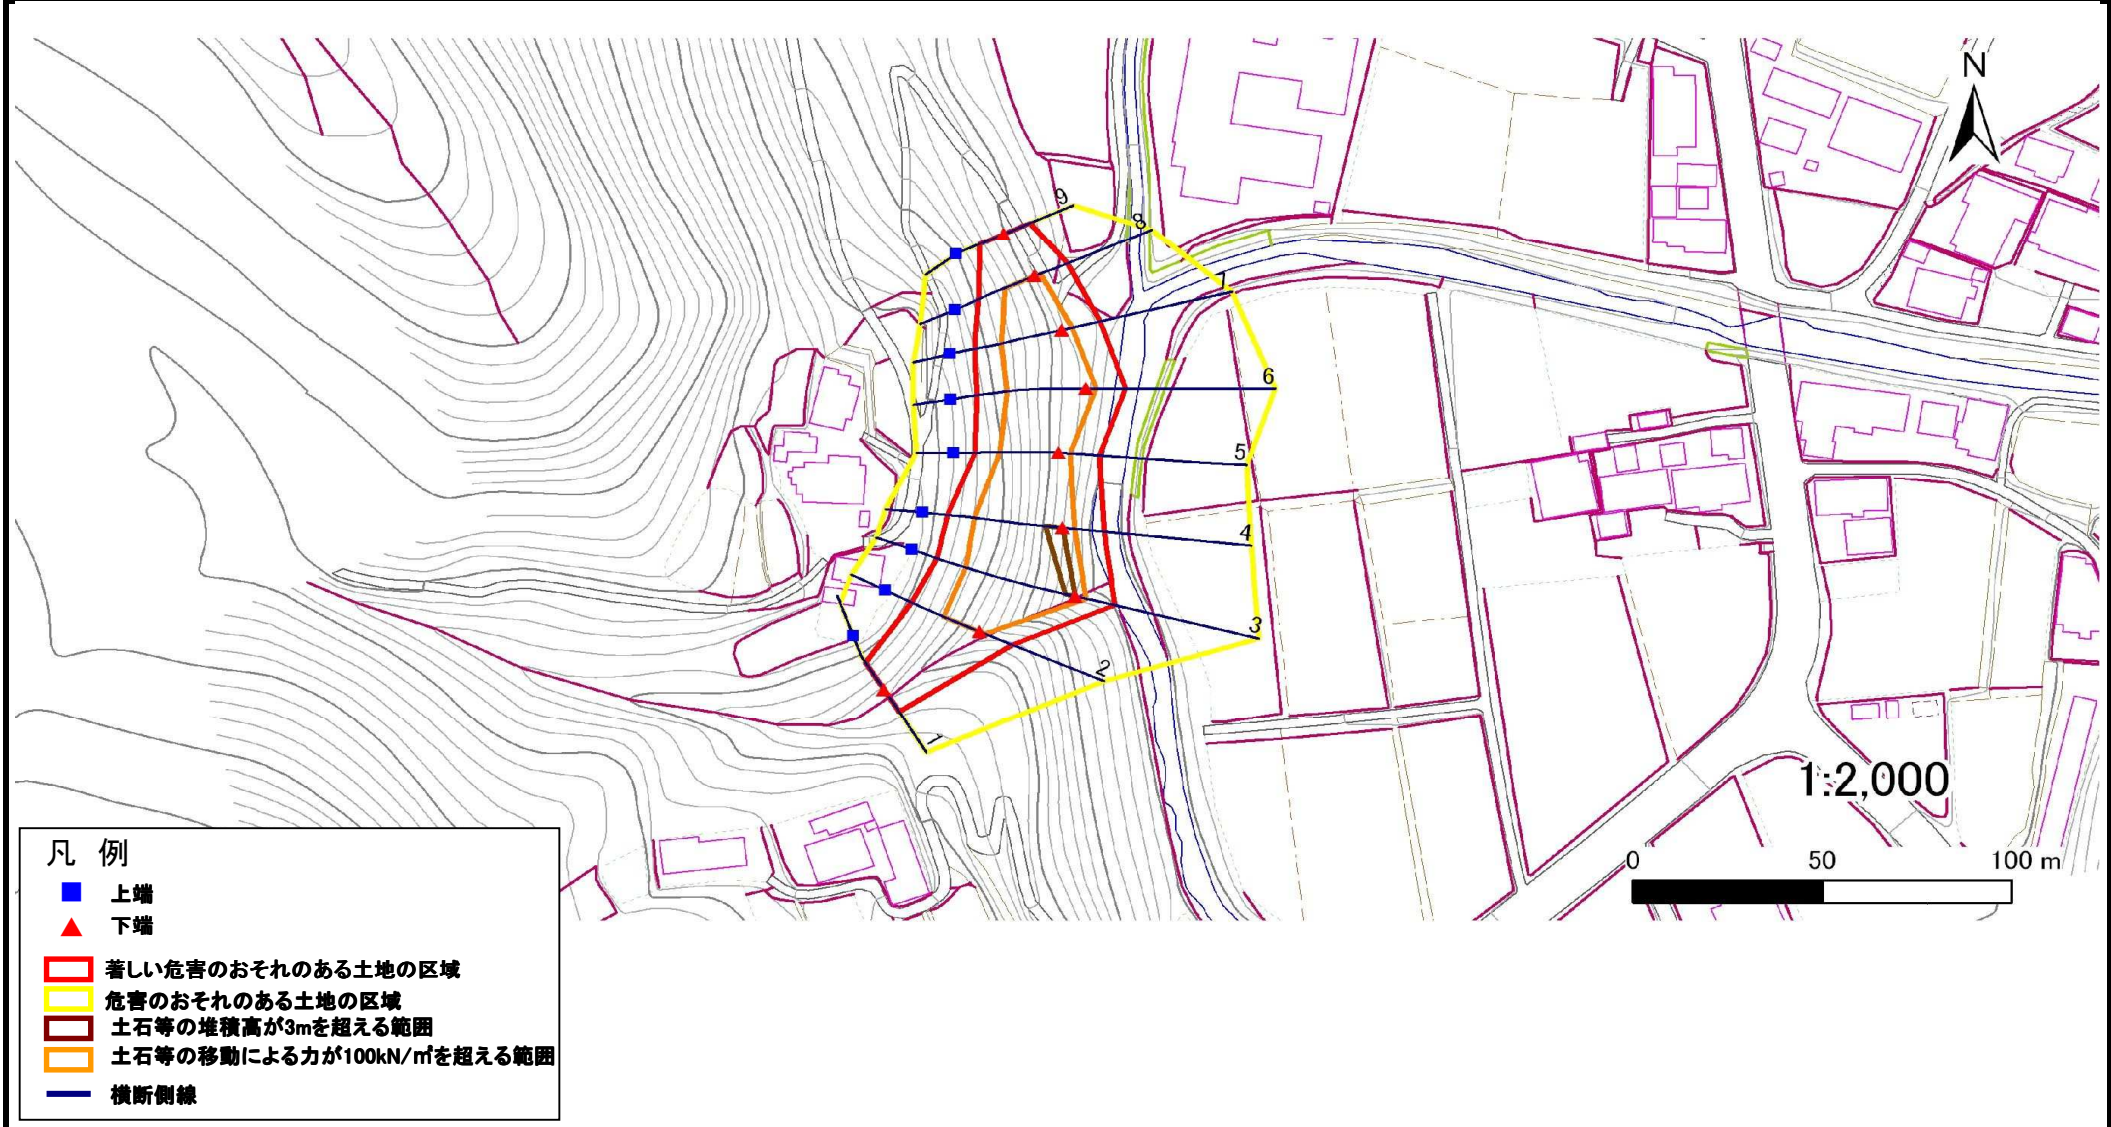 N
9
8
7
6
5
4
3
2
1
1:2,000
0 50 100 m
凡 例
上端
下端
著しい危害のおそれのある土地の区域
危害のおそれのある土地の区域
土石等の堆積高が3mを超える範囲
土石等の移動による力が100kN/㎡を超える範囲
横断側線